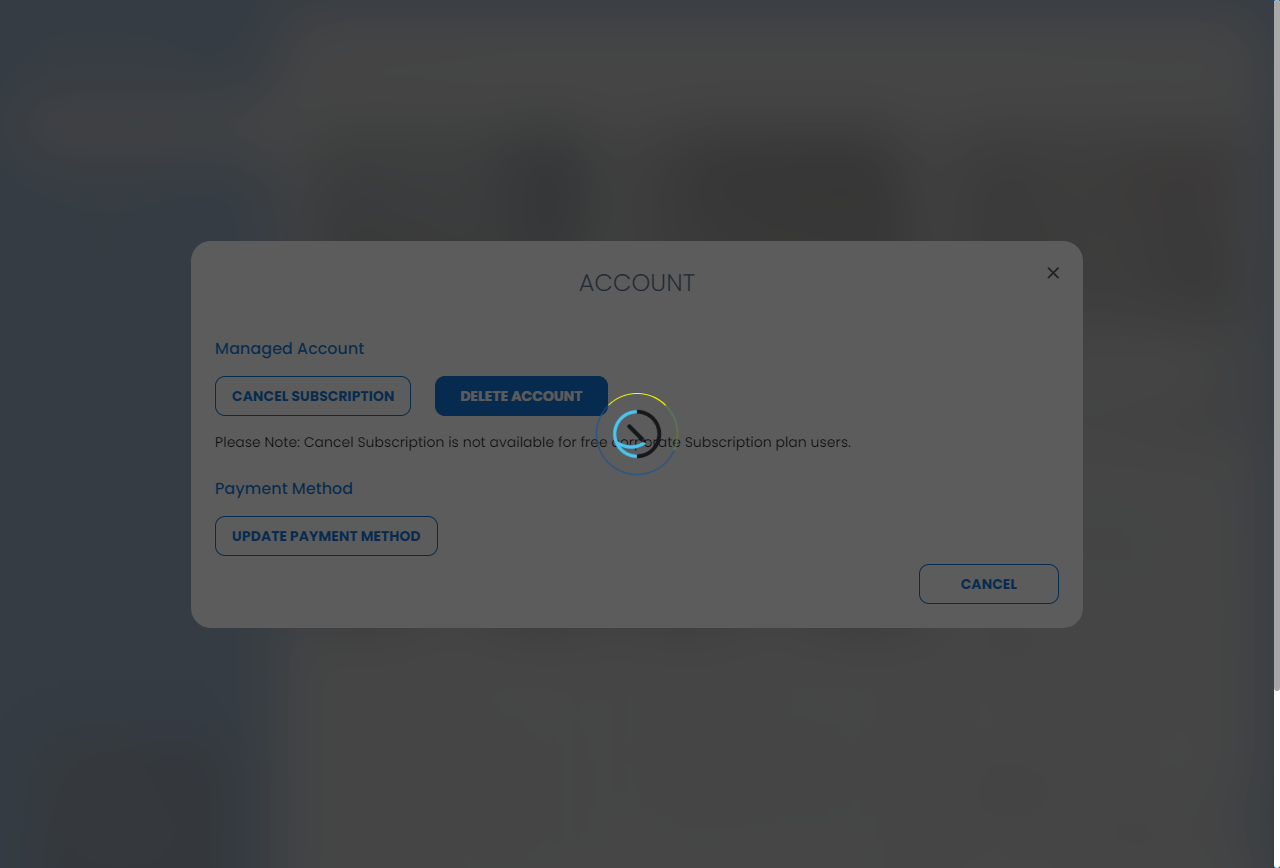 ACCOUNT
Managed Account
CANCEL SUBSCRIPTION
DELETE ACCOUNT
Please Note: Cancel Subscription is not available for free corporate Subscription plan users.
Payment Method
UPDATE PAYMENT METHOD
CANCEL